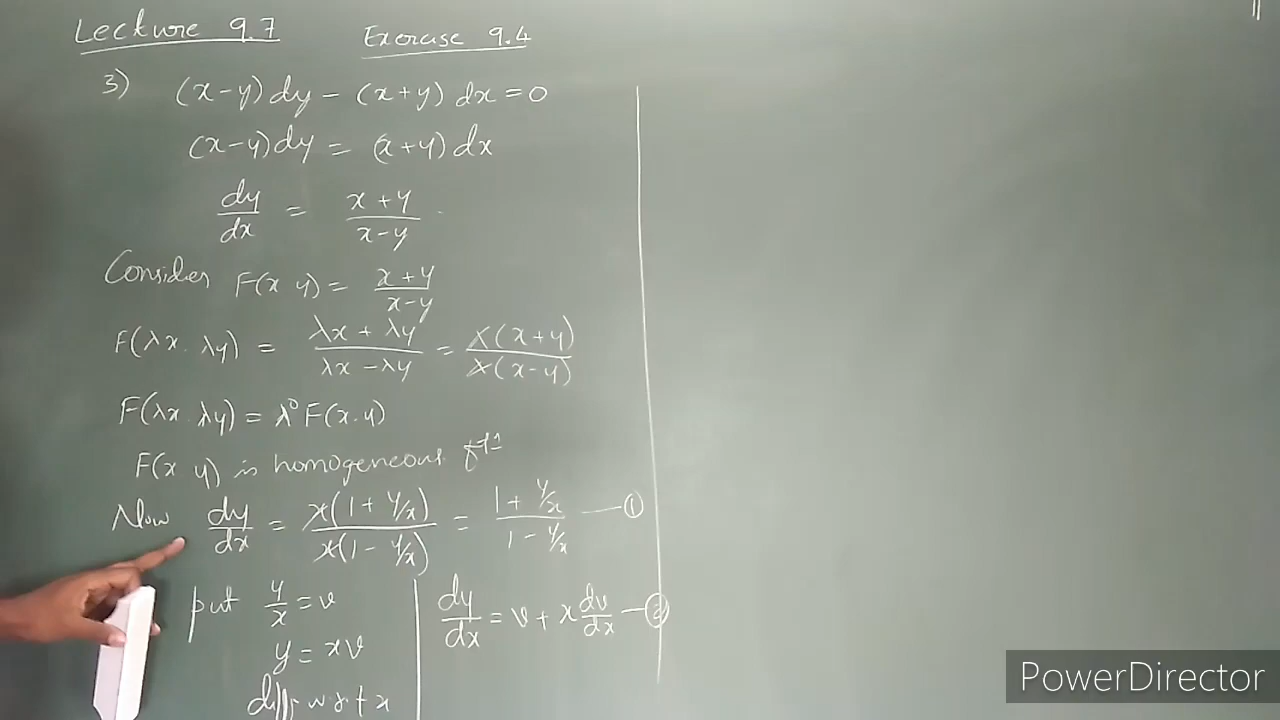 Lecture 9.7 Exercise 9.4
3) (x-y)dy - (x+y)dx = 0
(x-y)dy = (x+y)dx
dy/dx = x+y/x-y
Consider F(x y) = x+y/x-y
F(λx. λy) = λx + λy/λx - λy = λ(x+y)/λ(x-y)
F(λx. λy) = λ⁰ F(x.y)
F(x y) is homogeneous fⁿ
Now dy/dx = x(1 + y/x)/x(1 - y/x) = 1 + y/x/1 - y/x —①
put y/x = v
y = xv
diff w r t x
dy/dx = v + x dv/dx —②
PowerDirector